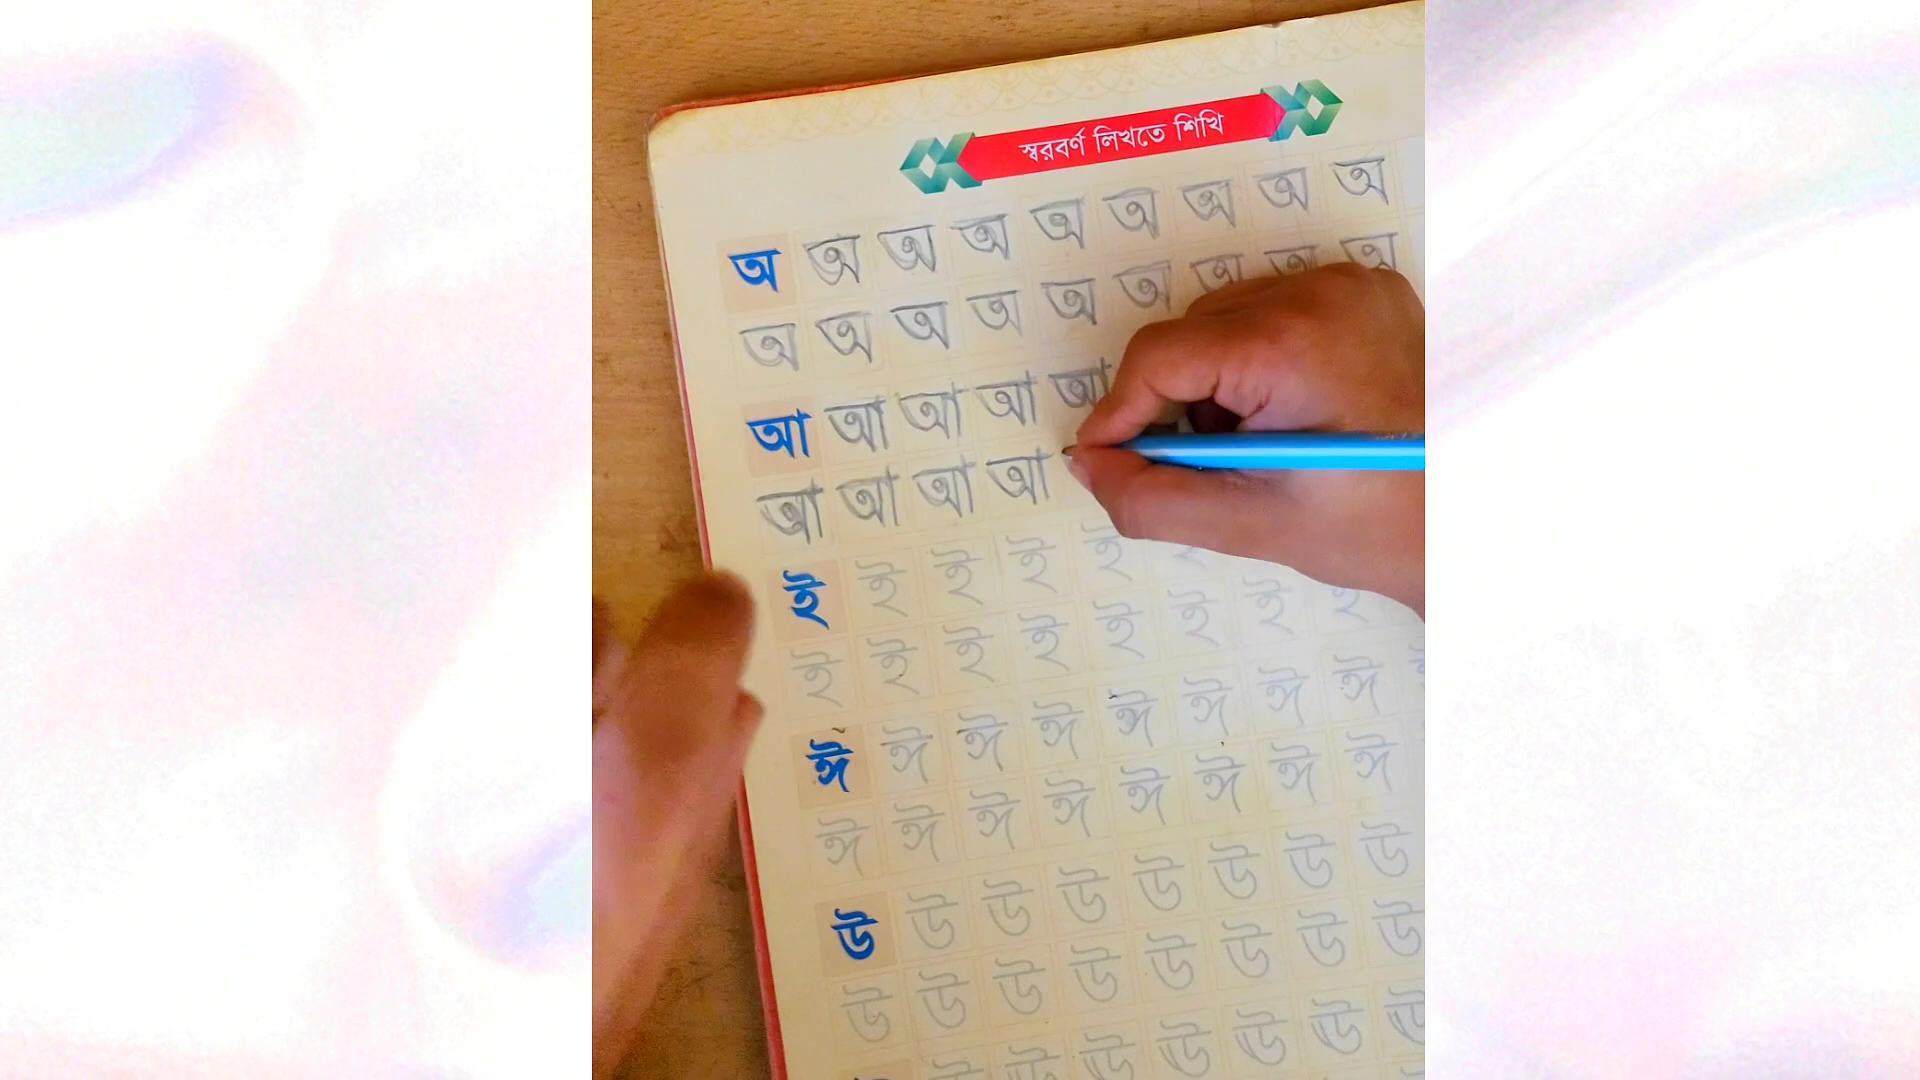 স্বরবর্ণ লিখতে শিখি
অ অ অ অ অ অ অ অ অ
অ অ অ অ অ অ অ অ অ
আ আ আ আ আ
আ আ আ আ
ই ই ই ই ই ই
ই ই ই ই ই ই ই ই
ঈ ঈ ঈ ঈ ঈ ঈ ঈ ঈ
ঈ ঈ ঈ ঈ ঈ ঈ ঈ ঈ
উ উ উ উ উ উ উ উ
উ উ উ উ উ উ উ উ
ঊ ঊ ঊ ঊ ঊ ঊ